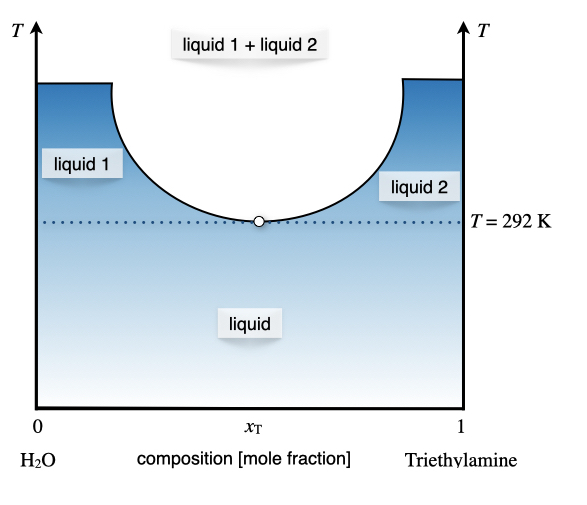 T
T
liquid 1 + liquid 2
liquid 1
liquid 2
T = 292 K
liquid
0
xT
1
H₂O
composition [mole fraction]
Triethylamine